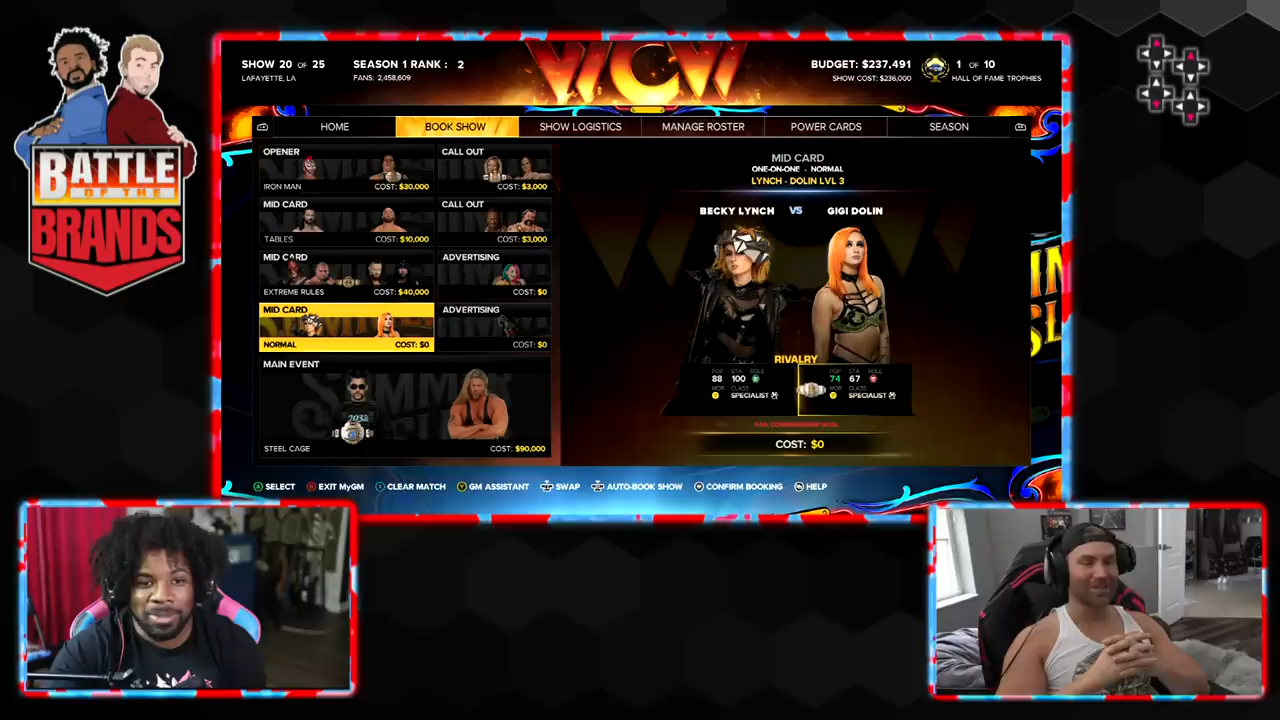 BATTLE
OF THE
BRANDS
WCW
SHOW 20 OF 25
LAFAYETTE, LA
SEASON 1 RANK : 2
FANS: 2,458,609
BUDGET: $237,491
SHOW COST: $236,000
1 OF 10
HALL OF FAME TROPHIES
HOME
BOOK SHOW
SHOW LOGISTICS
MANAGE ROSTER
POWER CARDS
SEASON
OPENER
IRON MAN
COST: $30,000
CALL OUT
COST: $3,000
MID CARD
TABLES
COST: $10,000
CALL OUT
COST: $3,000
MID CARD
EXTREME RULES
COST: $40,000
ADVERTISING
COST: $0
MID CARD
NORMAL
COST: $0
ADVERTISING
COST: $0
MAIN EVENT
STEEL CAGE
COST: $90,000
MID CARD
ONE-ON-ONE - NORMAL
LYNCH - DOLIN LVL 3
BECKY LYNCH VS GIGI DOLIN
RIVALRY
POP STA ROLE
88 100
MOR CLASS
SPECIALIST
POP STA ROLE
74 67
MOR CLASS
SPECIALIST
COST: $0
SELECT
EXIT MyGM
CLEAR MATCH
GM ASSISTANT
SWAP
AUTO-BOOK SHOW
CONFIRM BOOKING
HELP